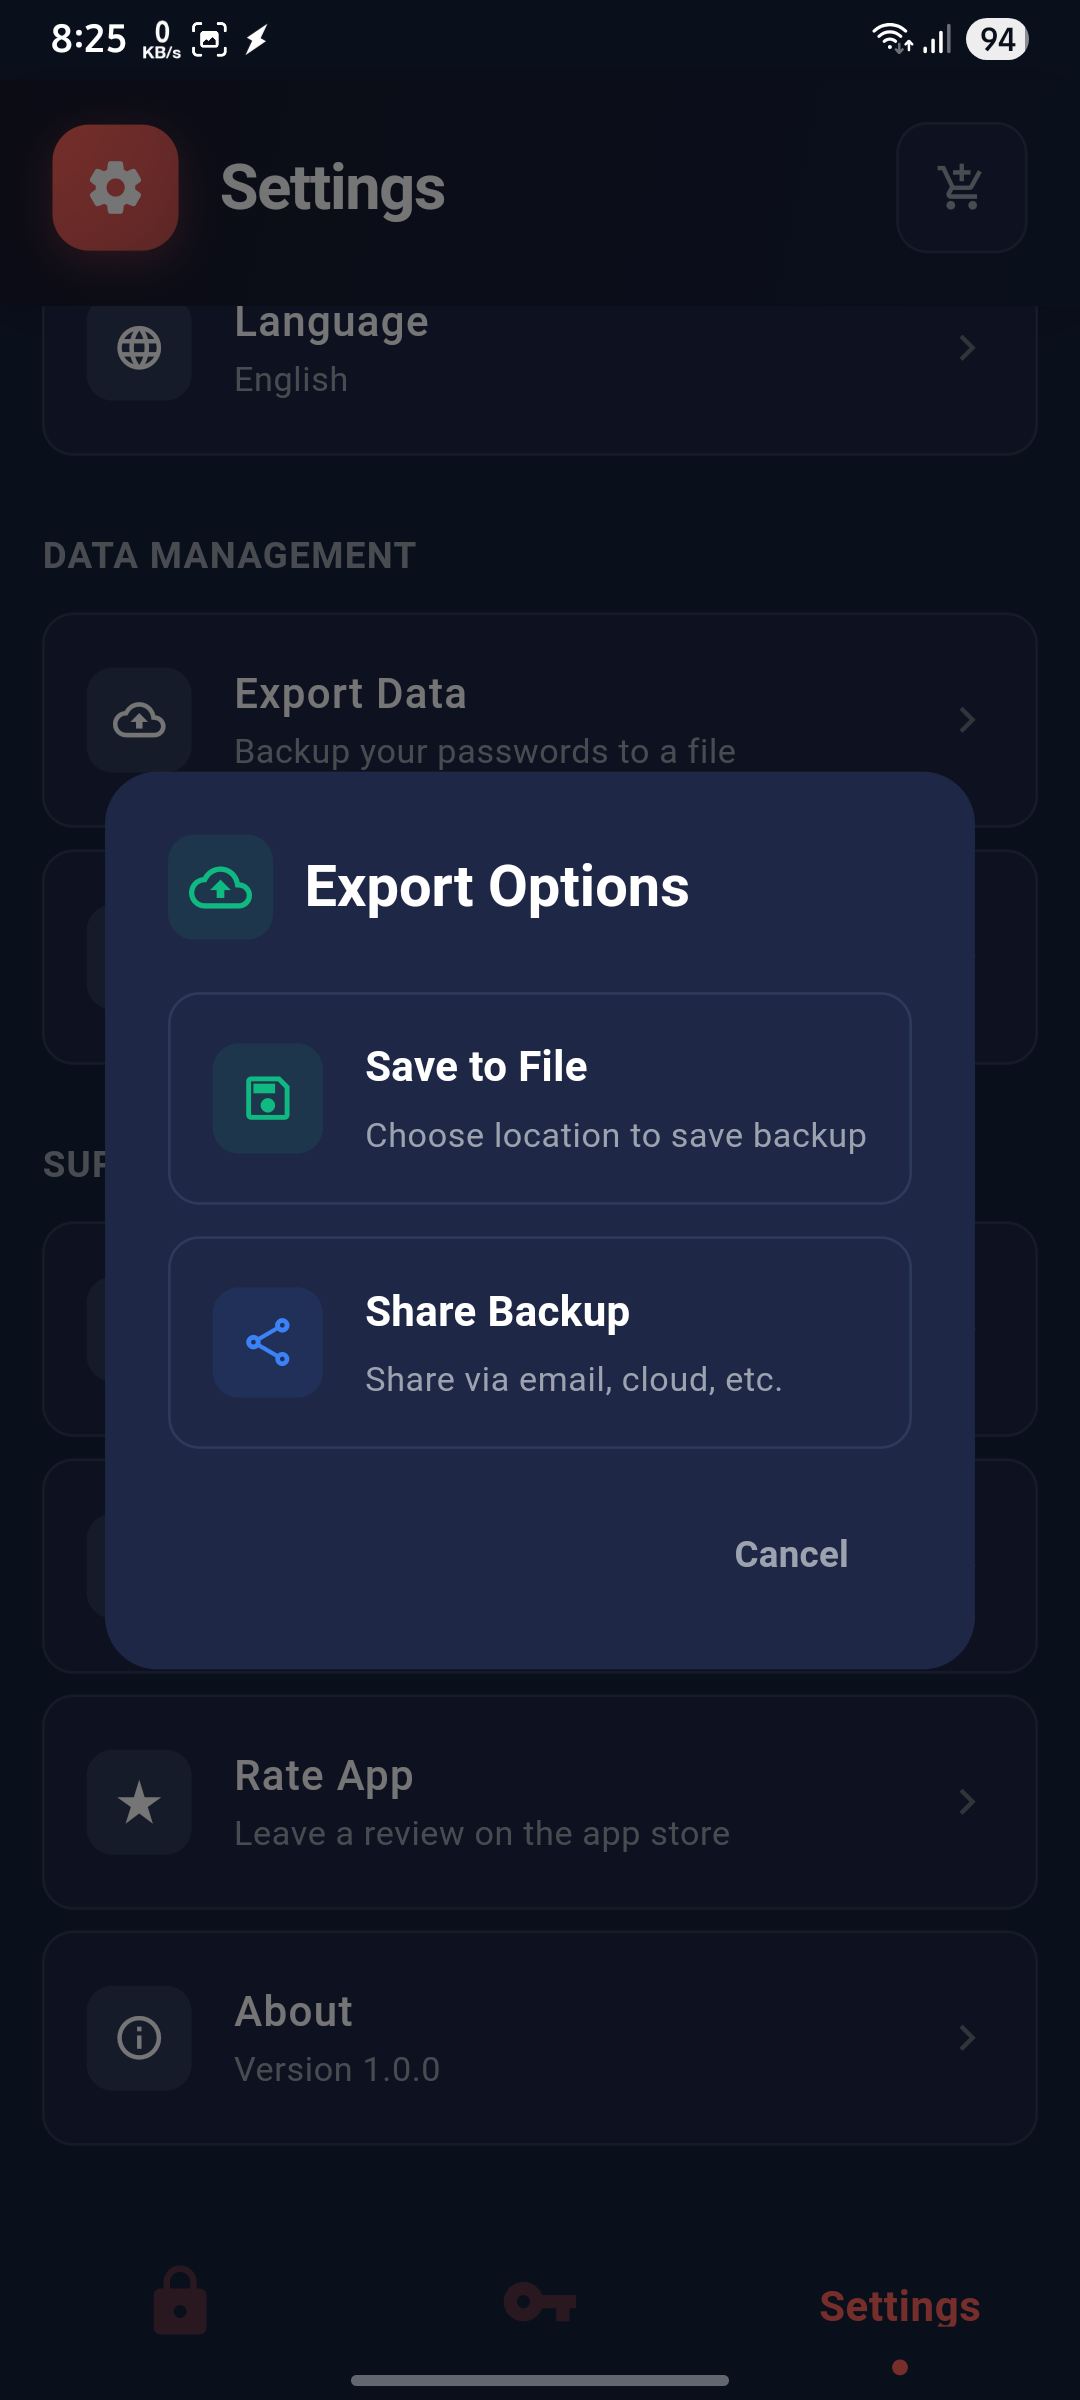 8:25
0
KB/s
94
Settings
Language
English
DATA MANAGEMENT
Export Data
Backup your passwords to a file
Export Options
Save to File
Choose location to save backup
Share Backup
Share via email, cloud, etc.
Cancel
Rate App
Leave a review on the app store
About
Version 1.0.0
Settings